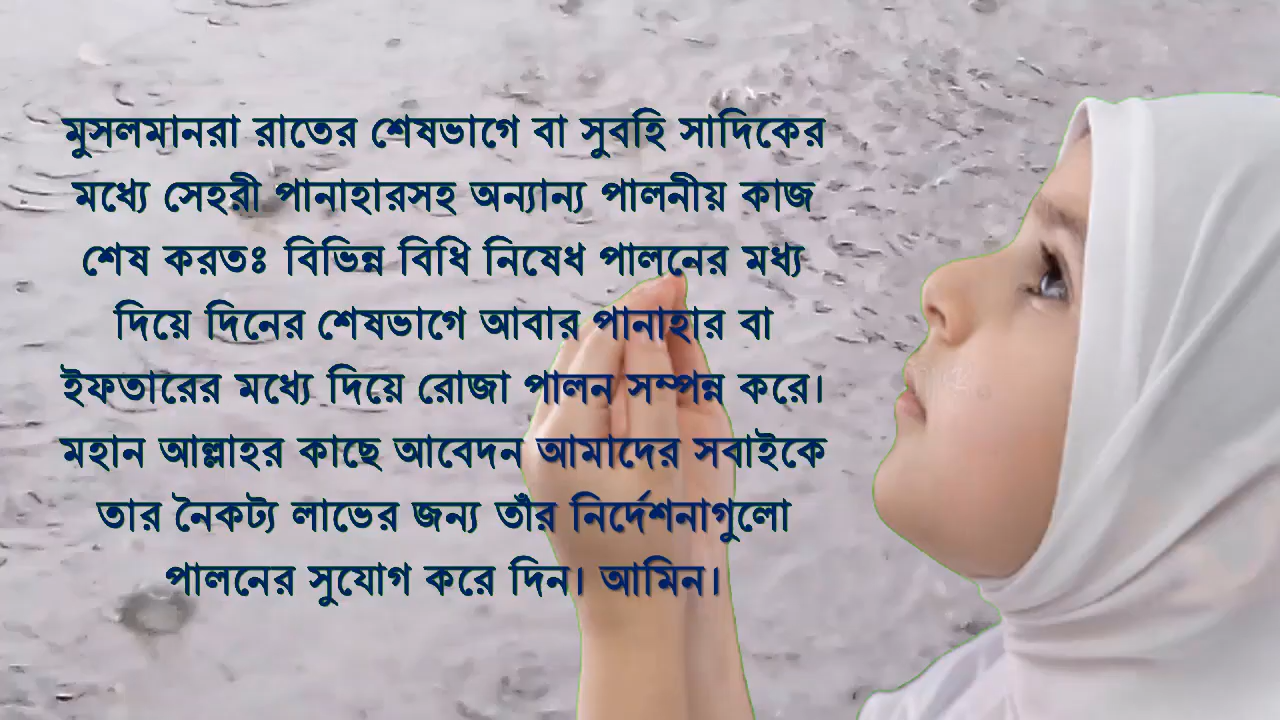 মুসলমানরা রাতের শেষভাগে বা সুবহি সাদিকের
মধ্যে সেহরী পানাহারসহ অন্যান্য পালনীয় কাজ
শেষ করতঃ বিভিন্ন বিধি নিষেধ পালনের মধ্য
দিয়ে দিনের শেষভাগে আবার পানাহার বা
ইফতারের মধ্যে দিয়ে রোজা পালন সম্পন্ন করে।
মহান আল্লাহর কাছে আবেদন আমাদের সবাইকে
তার নৈকট্য লাভের জন্য তাঁর নির্দেশনাগুলো
পালনের সুযোগ করে দিন। আমিন।